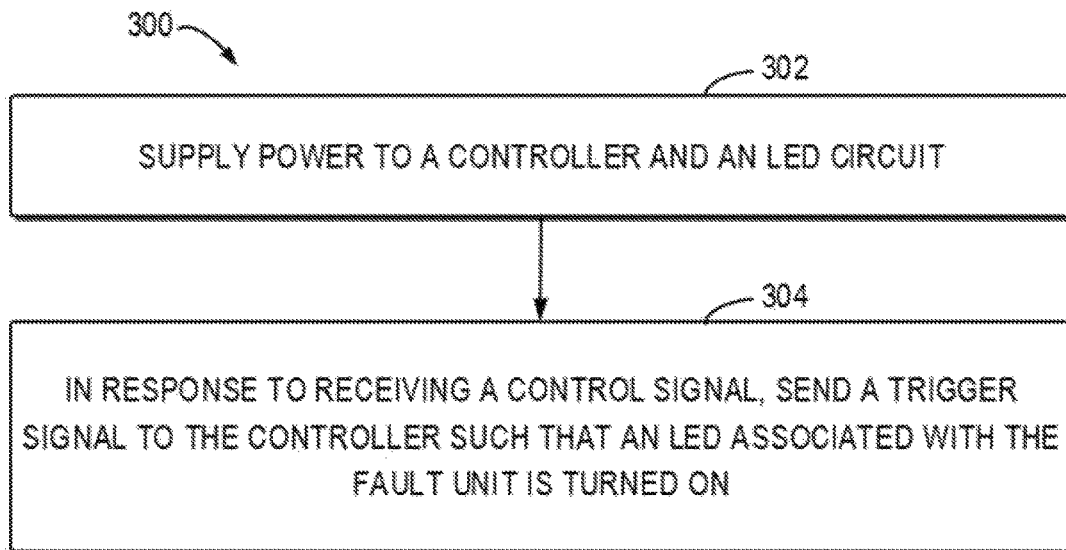 300
302
SUPPLY POWER TO A CONTROLLER AND AN LED CIRCUIT
304
IN RESPONSE TO RECEIVING A CONTROL SIGNAL, SEND A TRIGGER
SIGNAL TO THE CONTROLLER SUCH THAT AN LED ASSOCIATED WITH THE
FAULT UNIT IS TURNED ON